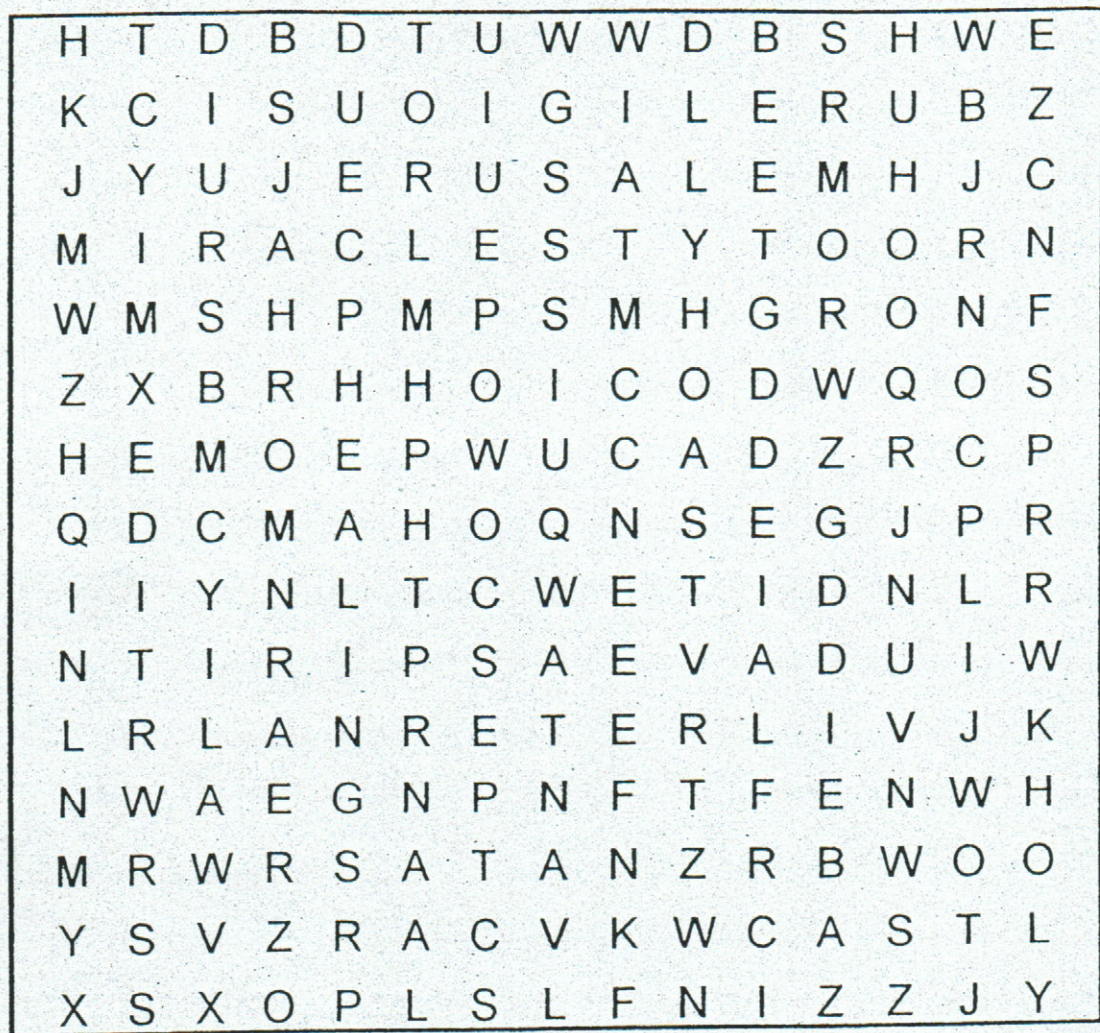 H T D B D T U W W D B S H W E
K C I S U O I G I L E R U B Z
J Y U J E R U S A L E M H J C
M I R A C L E S T Y T O O R N
W M S H P M P S M H G R O N F
Z X B R H H O I C O D W Q O S
H E M O E P W U C A D Z R C P
Q D C M A H O Q N S E G J P R
I I Y N L T C W E T I D N L R
N T I R I P S A E V A D U I W
L R L A N R E T E R L I V J K
N W A E G N P N F T F E N W H
M R W R S A T A N Z R B W O O
Y S V Z R A C V K W C A S T L
X S X O P L S L F N I Z Z J Y